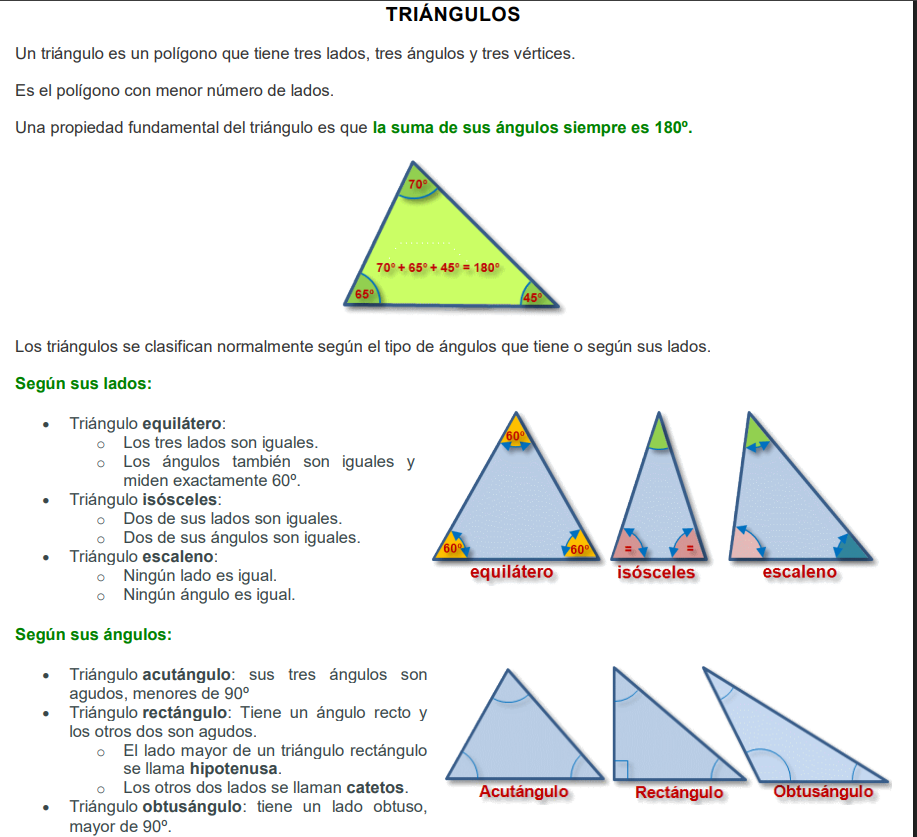 TRIÁNGULOS
Un triángulo es un polígono que tiene tres lados, tres ángulos y tres vértices.
Es el polígono con menor número de lados.
Una propiedad fundamental del triángulo es que la suma de sus ángulos siempre es 180º.
70º
70º + 65º + 45º = 180º
65º
45º
Los triángulos se clasifican normalmente según el tipo de ángulos que tiene o según sus lados.
Según sus lados:
• Triángulo equilátero:
○ Los tres lados son iguales.
○ Los ángulos también son iguales y
miden exactamente 60º.
• Triángulo isósceles:
○ Dos de sus lados son iguales.
○ Dos de sus ángulos son iguales.
• Triángulo escaleno:
○ Ningún lado es igual.
○ Ningún ángulo es igual.
60º
60º
60º
equilátero
=
=
isósceles
escaleno
Según sus ángulos:
• Triángulo acutángulo: sus tres ángulos son
agudos, menores de 90º
• Triángulo rectángulo: Tiene un ángulo recto y
los otros dos son agudos.
○ El lado mayor de un triángulo rectángulo
se llama hipotenusa.
○ Los otros dos lados se llaman catetos.
• Triángulo obtusángulo: tiene un lado obtuso,
mayor de 90º.
Acutángulo
Rectángulo
Obtusángulo